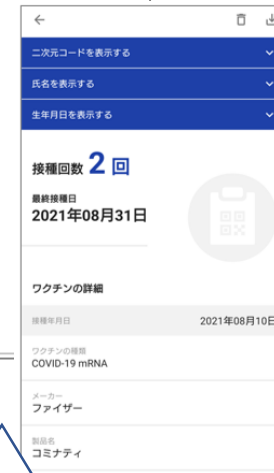 二次元コードを表示する
氏名を表示する
生年月日を表示する
接種回数 2 回
最終接種日
2021年08月31日
ワクチンの詳細
接種年月日 2021年08月10日
ワクチンの種類
COVID-19 mRNA
メーカー
ファイザー
製品名
コミナティ